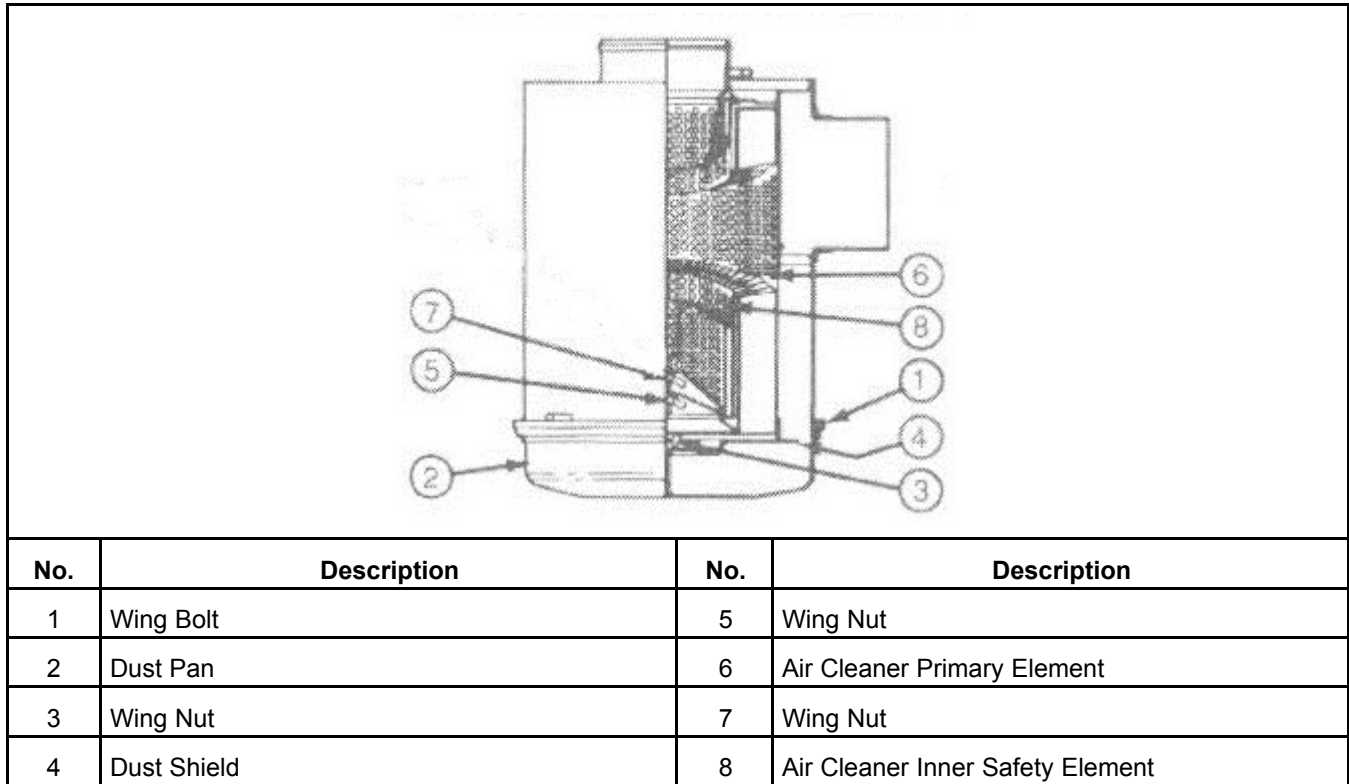 6
8
7
5
1
4
2
3
No. Description No. Description
1 Wing Bolt 5 Wing Nut
2 Dust Pan 6 Air Cleaner Primary Element
3 Wing Nut 7 Wing Nut
4 Dust Shield 8 Air Cleaner Inner Safety Element